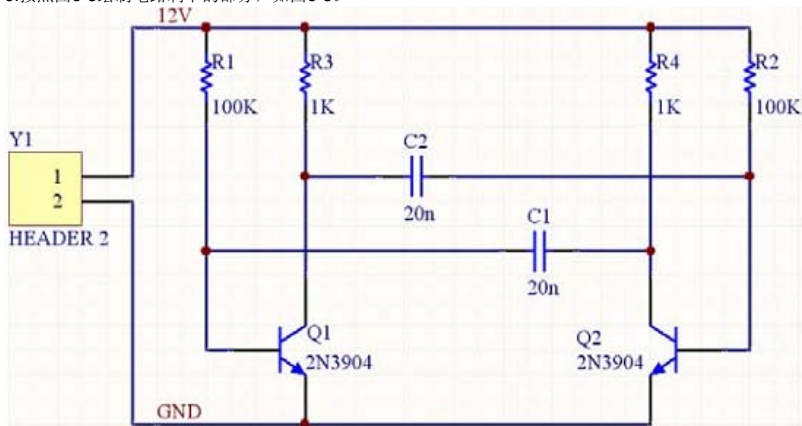 12V
R1
R3
R4
R2
100K
1K
1K
100K
Y1
C2
1
2
20n
C1
HEADER 2
20n
Q1
Q2
2N3904
2N3904
GND